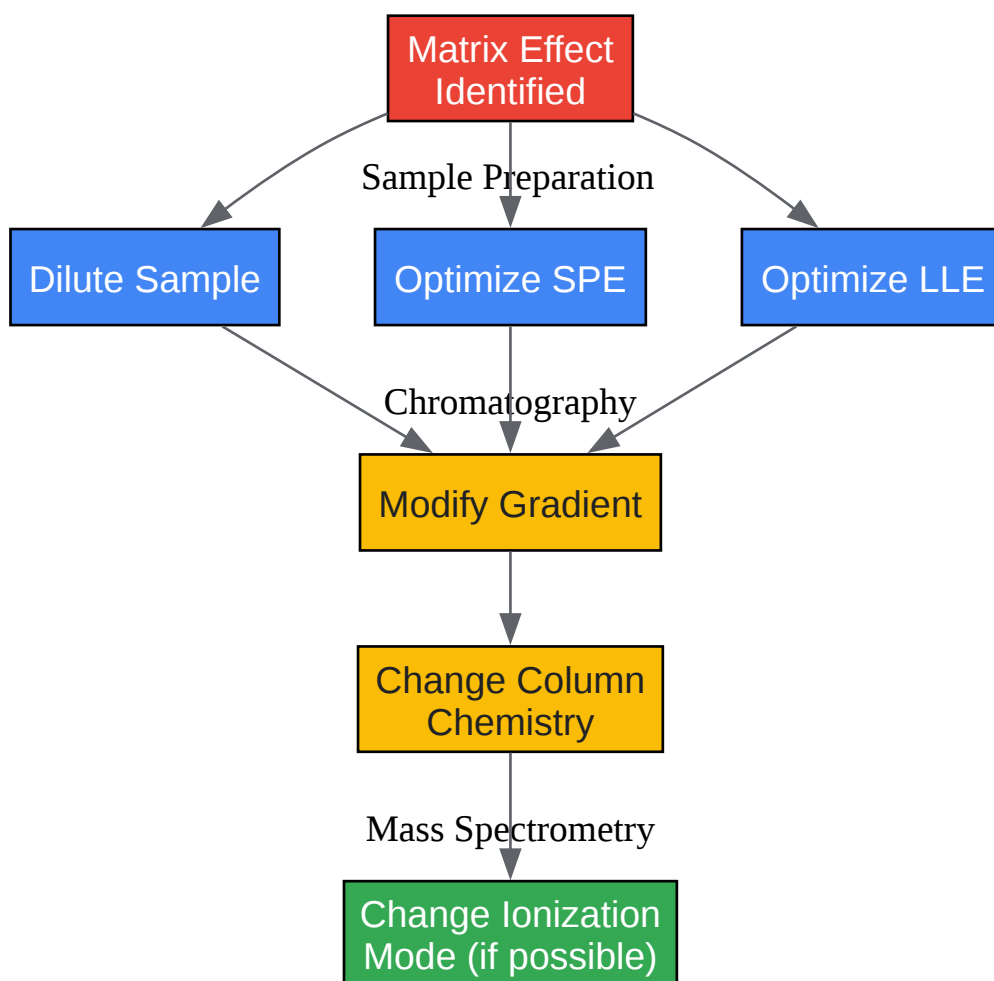 Matrix Effect
Identified
Sample Preparation
Dilute Sample
Optimize SPE
Optimize LLE
Chromatography
Modify Gradient
Change Column
Chemistry
Mass Spectrometry
Change Ionization
Mode (if possible)